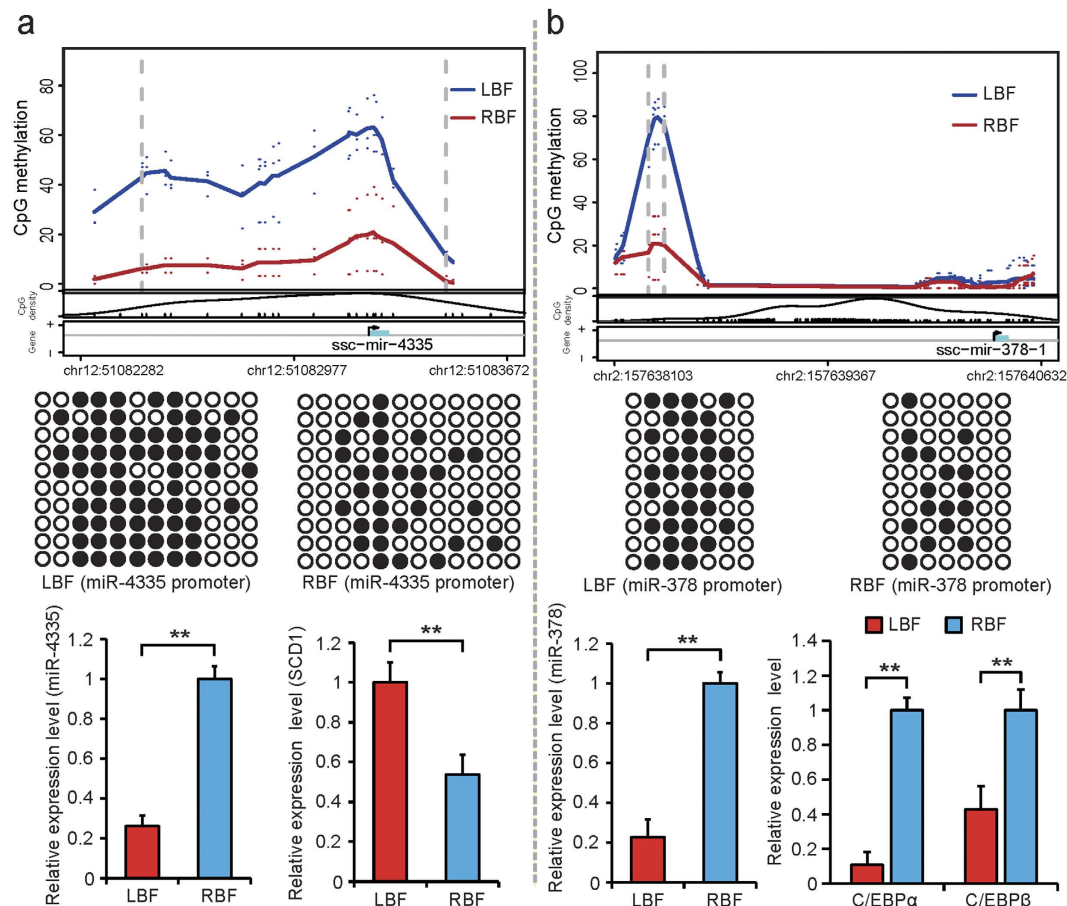 a
CpG methylation
80
60
40
20
0
LBF
RBF
CpG density
Gene
+
I
ssc-mir-4335
chr12:51082282
chr12:51082977
chr12:51083672
LBF (miR-4335 promoter)
RBF (miR-4335 promoter)
Relative expression level (miR-4335)
1.2
1
0.8
0.6
0.4
0.2
0
**
LBF
RBF
Relative expression level (SCD1)
1.2
1
0.8
0.6
0.4
0.2
0
**
LBF
RBF
b
CpG methylation
100
80
60
40
20
0
LBF
RBF
CpG density
Gene
+
I
ssc-mir-378-1
chr2:157638103
chr2:157639367
chr2:157640632
LBF (miR-378 promoter)
RBF (miR-378 promoter)
Relative expression level (miR-378)
1.2
1
0.8
0.6
0.4
0.2
0
**
LBF
RBF
LBF
RBF
Relative expression level
1.4
1.2
1
0.8
0.6
0.4
0.2
0
**
**
C/EBPα
C/EBPβ